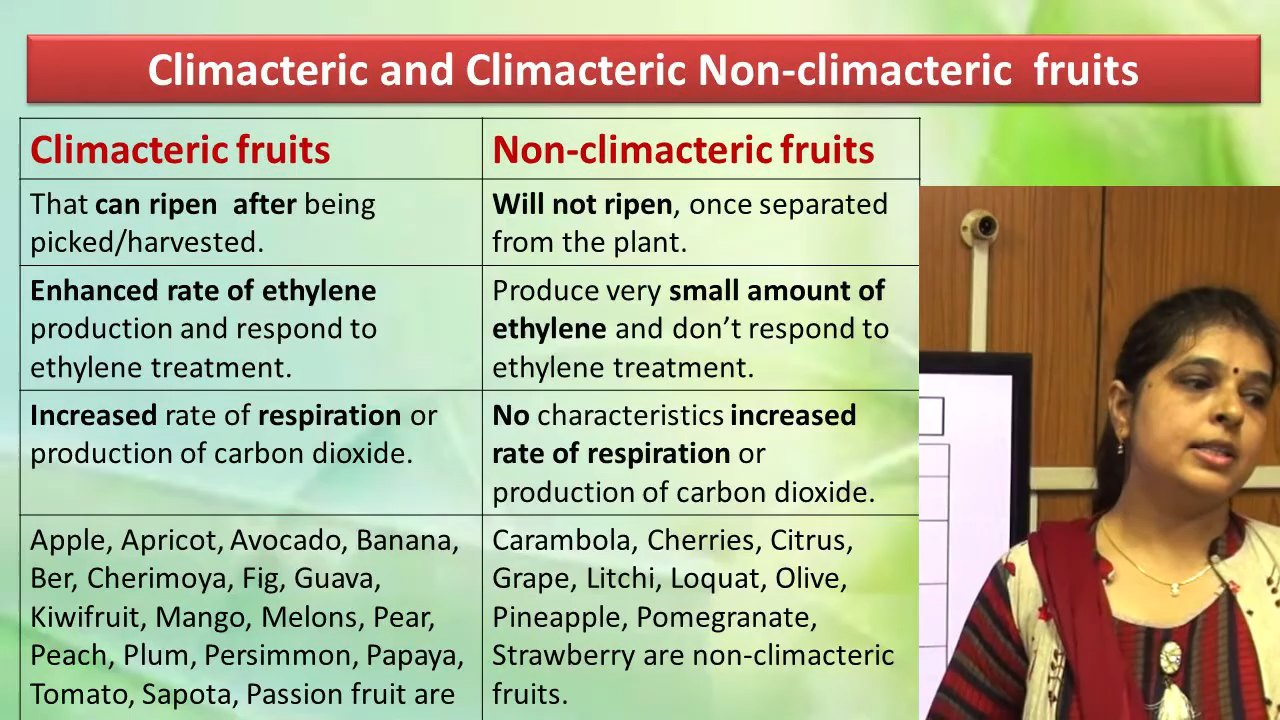 Climacteric and Climacteric Non-climacteric fruits
Climacteric fruits
Non-climacteric fruits
That can ripen after being
picked/harvested.
Will not ripen, once separated
from the plant.
Enhanced rate of ethylene
production and respond to
ethylene treatment.
Produce very small amount of
ethylene and don’t respond to
ethylene treatment.
Increased rate of respiration or
production of carbon dioxide.
No characteristics increased
rate of respiration or
production of carbon dioxide.
Apple, Apricot, Avocado, Banana,
Ber, Cherimoya, Fig, Guava,
Kiwifruit, Mango, Melons, Pear,
Peach, Plum, Persimmon, Papaya,
Tomato, Sapota, Passion fruit are
Carambola, Cherries, Citrus,
Grape, Litchi, Loquat, Olive,
Pineapple, Pomegranate,
Strawberry are non-climacteric
fruits.